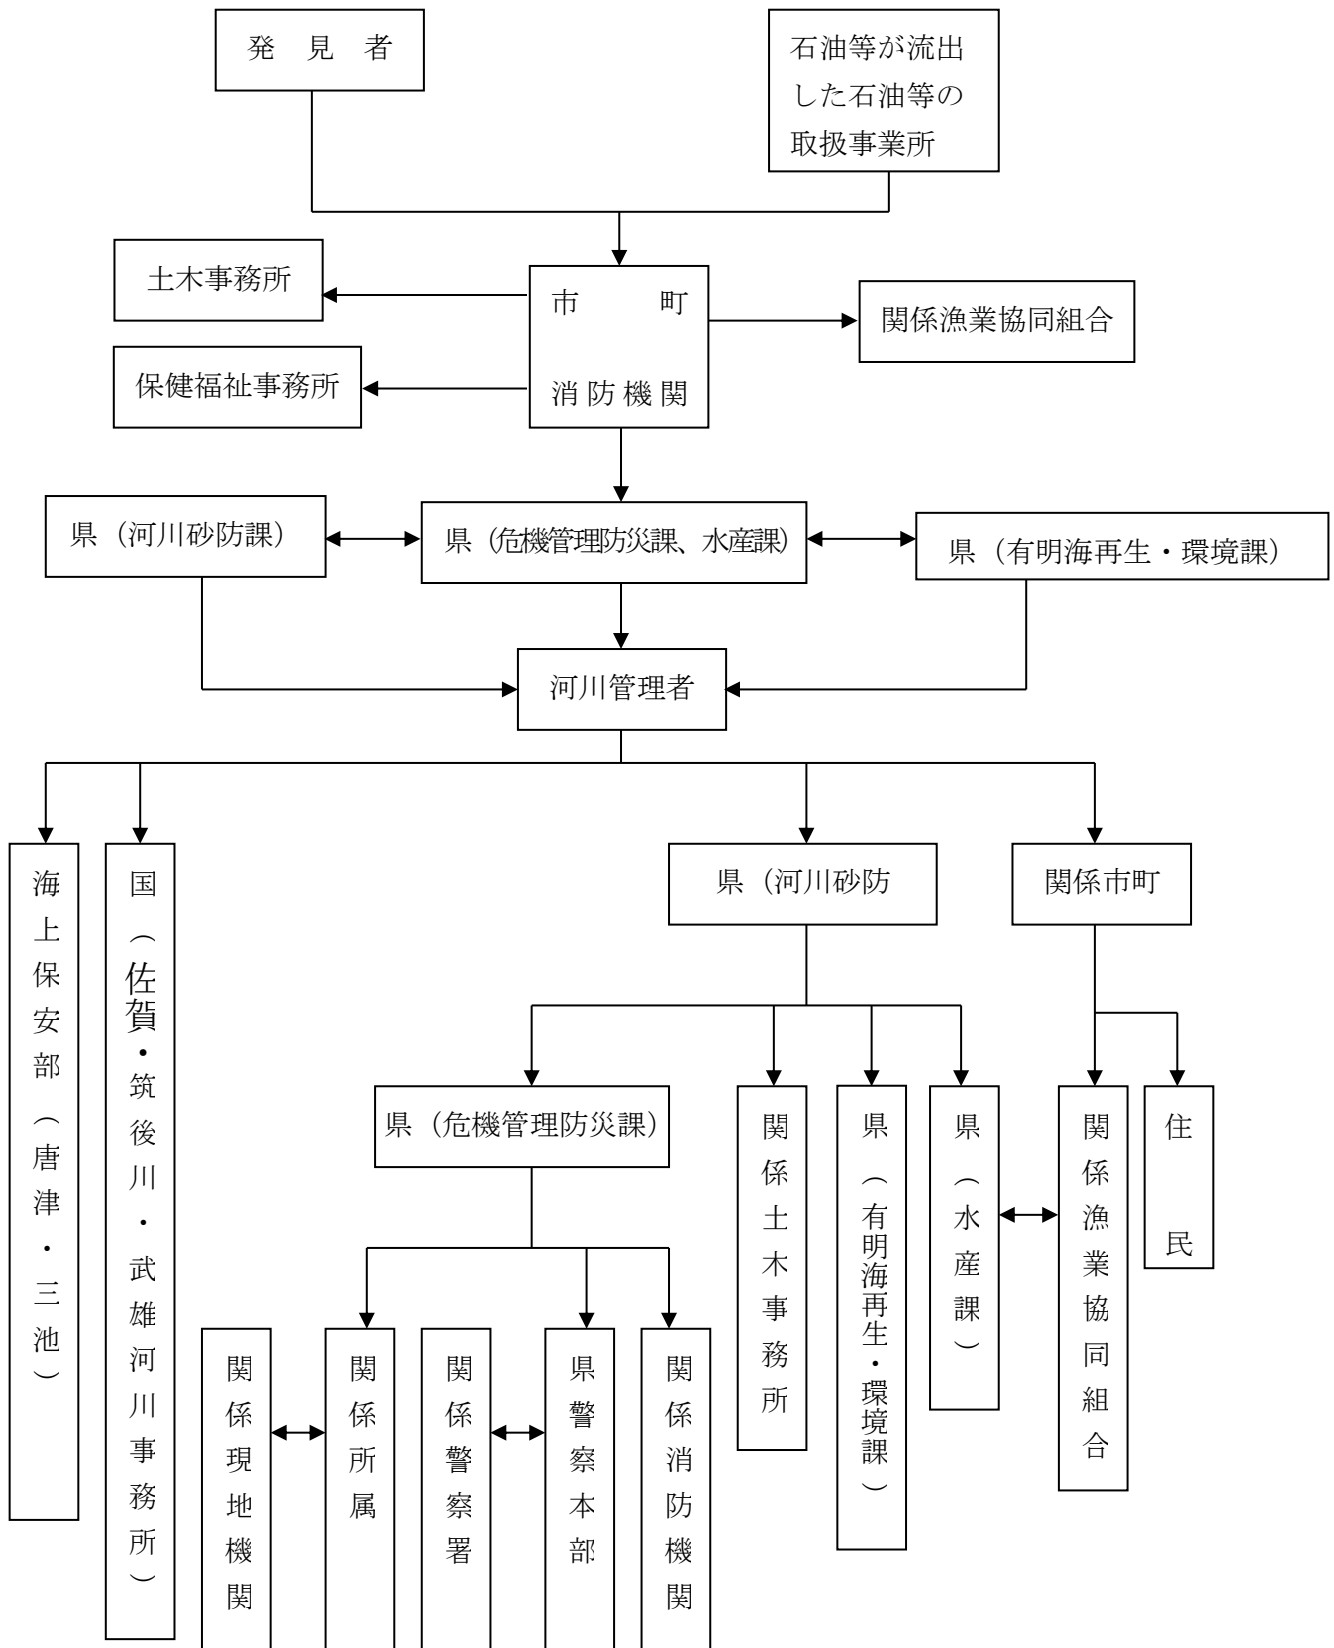 発　見　者
石油等が流出
した石油等の
取扱事業所
土木事務所
市　　町
消防機関
関係漁業協同組合
保健福祉事務所
県（河川砂防課）
県（危機管理防災課、水産課）
県（有明海再生・環境課）
河川管理者
海上保安部（唐津・三池）
国（佐賀・筑後川・武雄河川事務所）
県（河川砂防
関係市町
県（危機管理防災課）
関係土木事務所
県（有明海再生・環境課）
県（水産課）
関係漁業協同組合
住　民
関係現地機関
関係所属
関係警察署
県警察本部
関係消防機関